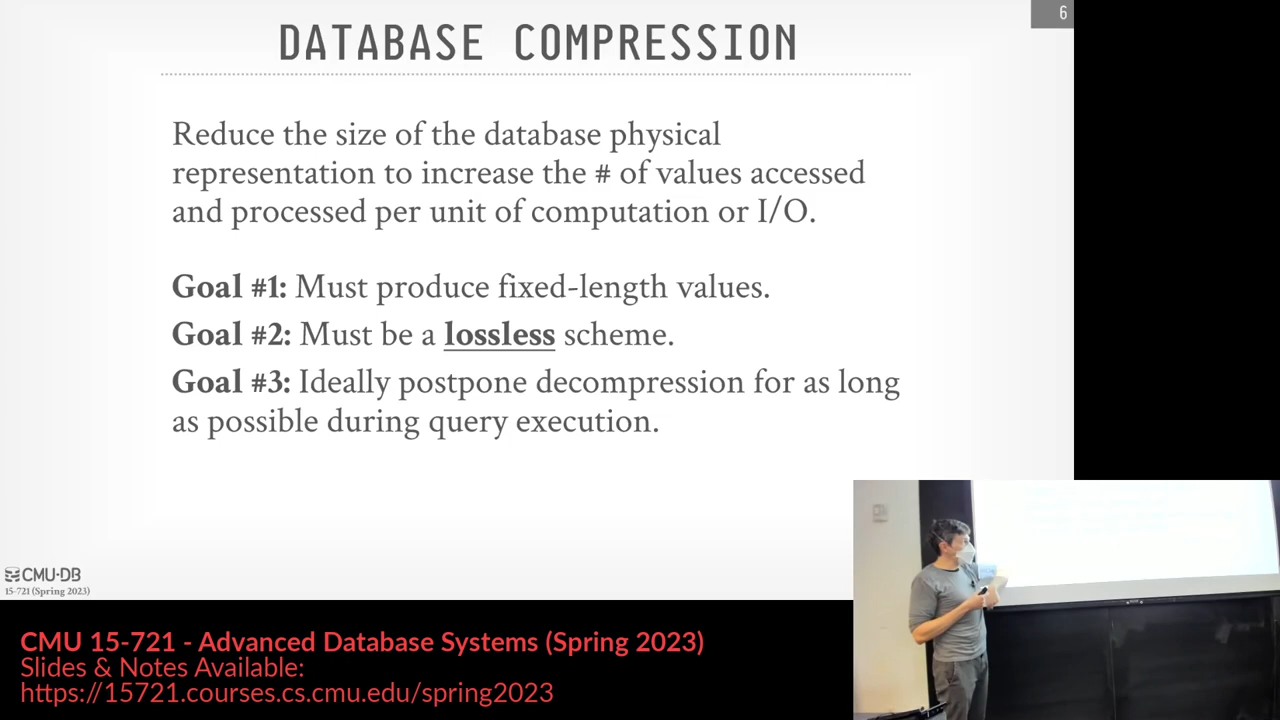 6
DATABASE COMPRESSION
Reduce the size of the database physical
representation to increase the # of values accessed
and processed per unit of computation or I/O.
Goal #1: Must produce fixed-length values.
Goal #2: Must be a lossless scheme.
Goal #3: Ideally postpone decompression for as long
as possible during query execution.
CMU·DB
15-721 (Spring 2023)
CMU 15-721 - Advanced Database Systems (Spring 2023)
Slides & Notes Available:
https://15721.courses.cs.cmu.edu/spring2023